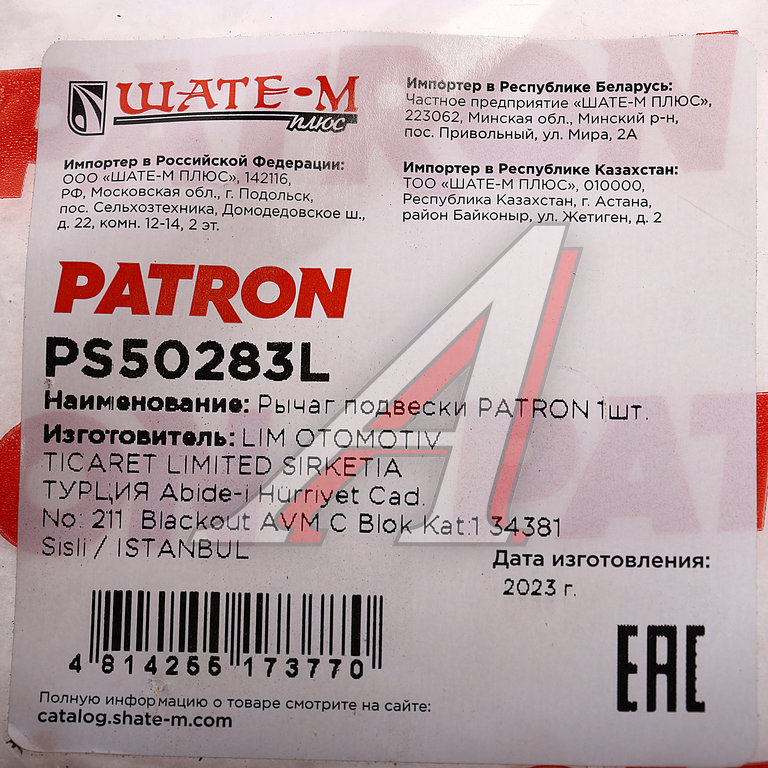 ШАТЕ-М
плюс
Импортер в Российской Федерации:
ООО «ШАТЕ-М ПЛЮС», 142116,
РФ, Московская обл., г. Подольск,
пос. Сельхозтехника, Домодедовское ш.,
д. 22, комн. 12-14, 2 эт.
Импортер в Республике Беларусь:
Частное предприятие «ШАТЕ-М ПЛЮС»,
223062, Минская обл., Минский р-н,
пос. Привольный, ул. Мира, 2А
Импортер в Республике Казахстан:
ТОО «ШАТЕ-М ПЛЮС», 010000,
Республика Казахстан, г. Астана,
район Байконыр, ул. Жетиген, д. 2
PATRON
PS50283L
Наименование: Рычаг подвески PATRON 1шт.
Изготовитель: LIM OTOMOTIV
TICARET LIMITED SIRKETIA
ТУРЦИЯ Abide-i Hurriyet Cad.
No: 211 Blackout AVM C Blok Kat:1 34381
Sisli / ISTANBUL
Дата изготовления:
2023 г.
4 814255 173770
EAC
Полную информацию о товаре смотрите на сайте:
catalog.shate-m.com